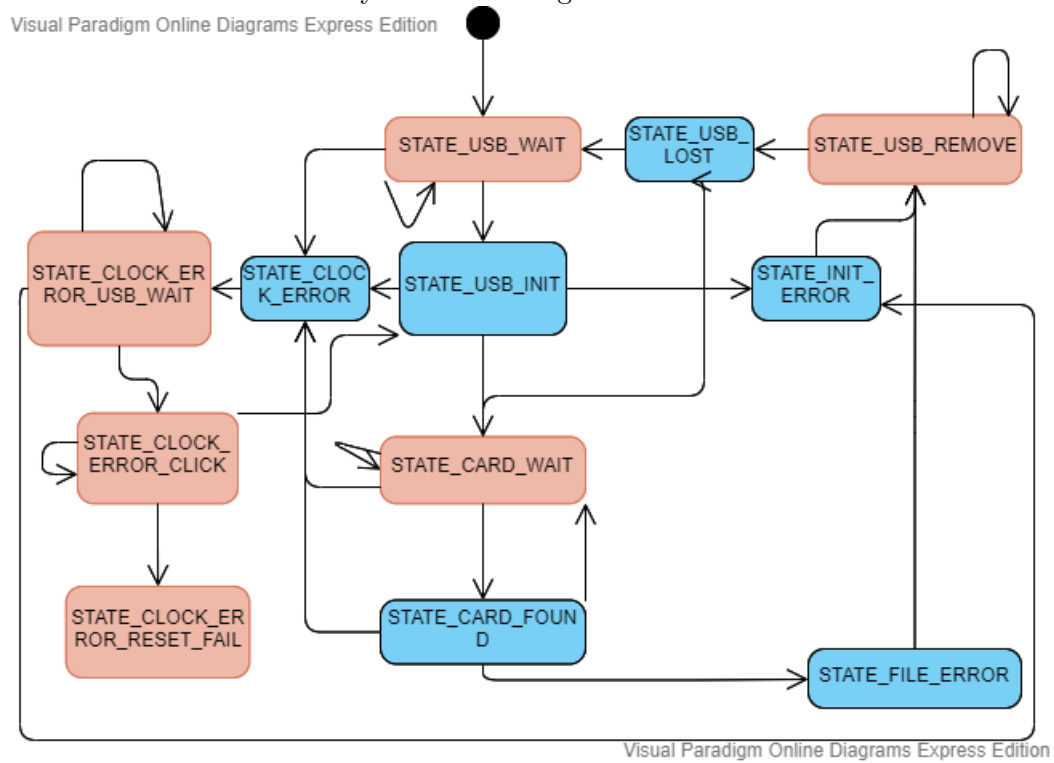 Visual Paradigm Online Diagrams Express Edition
STATE_USB_WAIT
STATE_USB_
LOST
STATE_USB_REMOVE
STATE_CLOCK_ER
ROR_USB_WAIT
STATE_CLOC
K_ERROR
STATE_USB_INIT
STATE_INIT_
ERROR
STATE_CLOCK_
ERROR_CLICK
STATE_CARD_WAIT
STATE_CLOCK_ER
ROR_RESET_FAIL
STATE_CARD_FOUN
D
STATE_FILE_ERROR
Visual Paradigm Online Diagrams Express Edition